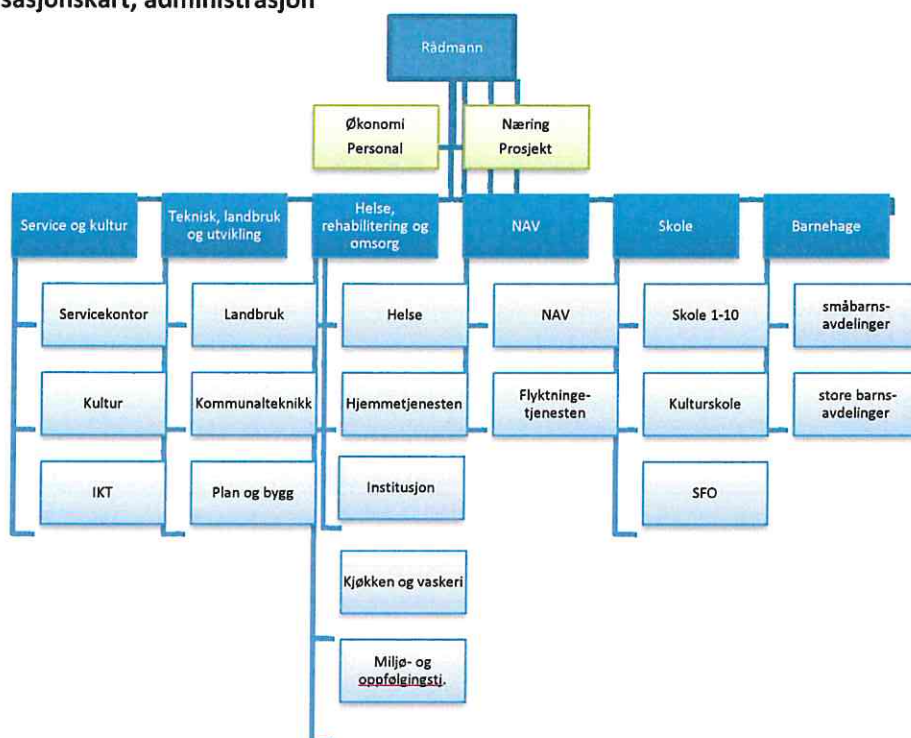 administrasjon
Rådmann
Økonomi
Personal
Næring
Prosjekt
Service og kultur
Teknisk, landbruk
og utvikling
Helse,
rehabilitering og
omsorg
NAV
Skole
Barnehage
Servicekontor
Landbruk
Helse
NAV
Skole 1-10
småbarns-
avdelinger
Kultur
Kommunalteknikk
Hjemmetjenesten
Flyktninge-
tjenesten
Kulturskole
store barns-
avdelinger
IKT
Plan og bygg
Institusjon
SFO
Kjøkken og vaskeri
Miljø- og
oppfølgingstj.